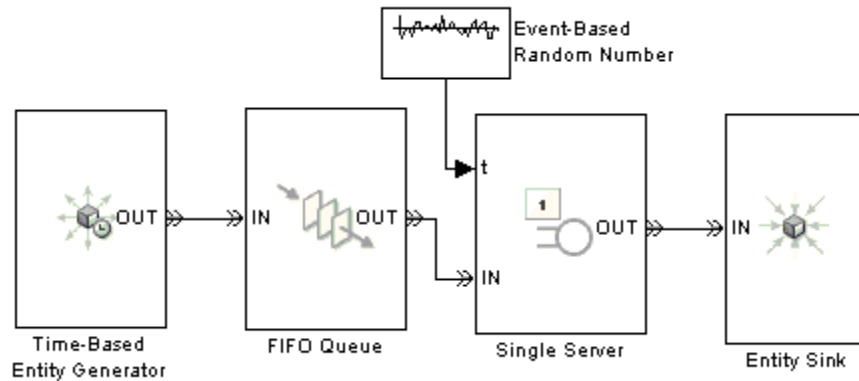 Event-Based
Random Number
t
1
OUT
IN
OUT
IN
OUT
IN
Time-Based
Entity Generator
FIFO Queue
Single Server
Entity Sink